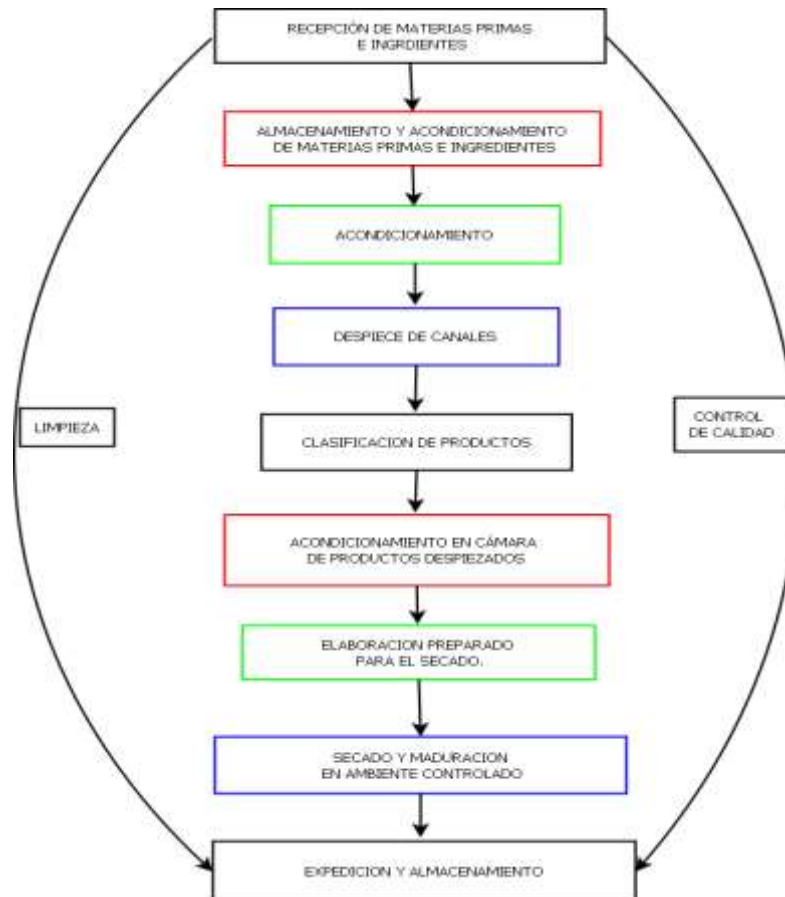 RECEPCIÓN DE MATERIAS PRIMAS
E INGRDIENTES
ALMACENAMIENTO Y ACONDICIONAMIENTO
DE MATERIAS PRIMAS E INGREDIENTES
ACONDICIONAMIENTO
DESPIECE DE CANALES
LIMPIEZA
CONTROL
DE CALIDAD
CLASIFICACION DE PRODUCTOS.
ACONDICIONAMIENTO EN CÁMARA
DE PRODUCTOS DESPIEZADOS
ELABORACION PREPARADO
PARA EL SECADO.
SECADO Y MADURACION
EN AMBIENTE CONTROLADO
EXPEDICION Y ALMACENAMIENTO